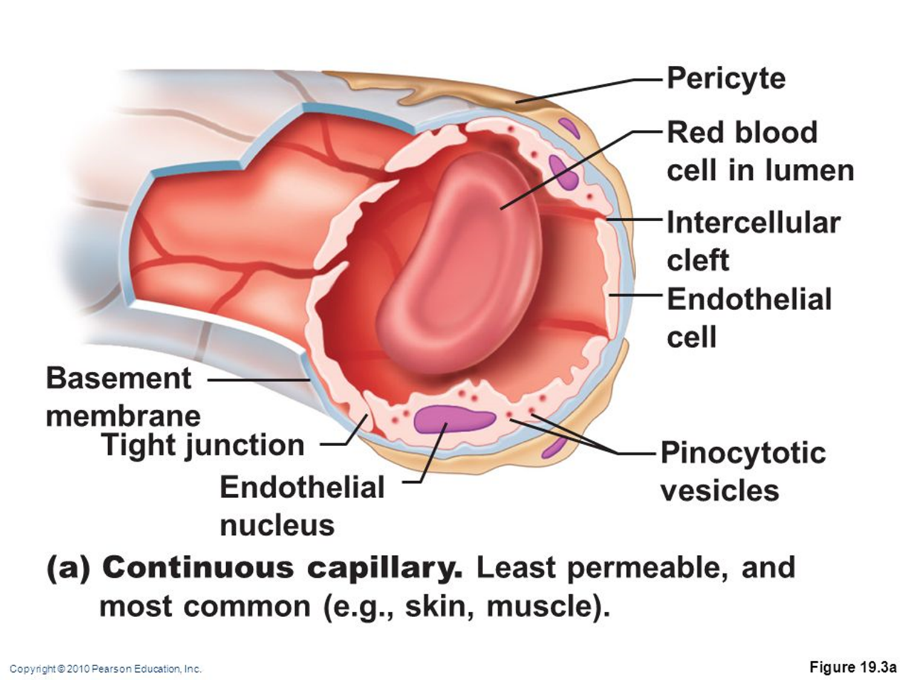 Pericyte
Red blood
cell in lumen
Intercellular
cleft
Endothelial
cell
Basement
membrane
Tight junction
Endothelial
nucleus
Pinocytotic
vesicles
(a) Continuous capillary. Least permeable, and
most common (e.g., skin, muscle).
Copyright © 2010 Pearson Education, Inc.
Figure 19.3a